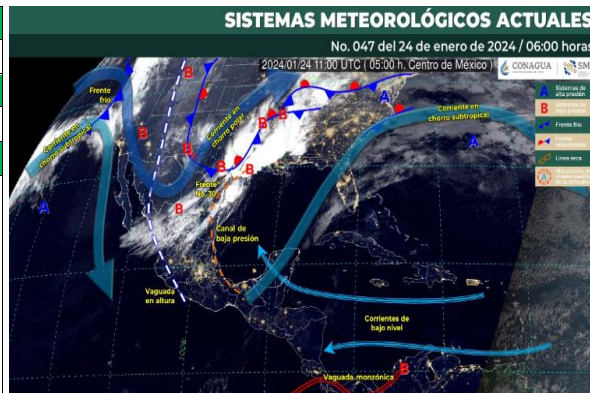 SISTEMAS METEOROLÓGICOS ACTUALES
No. 047 del 24 de enero de 2024 / 06:00 horas
2024/01/24 11:00 UTC ( 05:00 h. Centro de México )
CONAGUA
SM
A Sistemas de
alta presión
B Sistemas de
baja presión
Frente frío
Frente
Línea seca
Frente
frío
Corriente en
chorro subtropical
Corriente en
chorro polar
Corriente en
chorro subtropical
Frente
No. 30
Canal de
baja presión
Vaguada
en altura
Corrientes de
bajo nivel
Vaguada monzónica
A
A
A
B
B
B
B
B
B
B
B
B
B